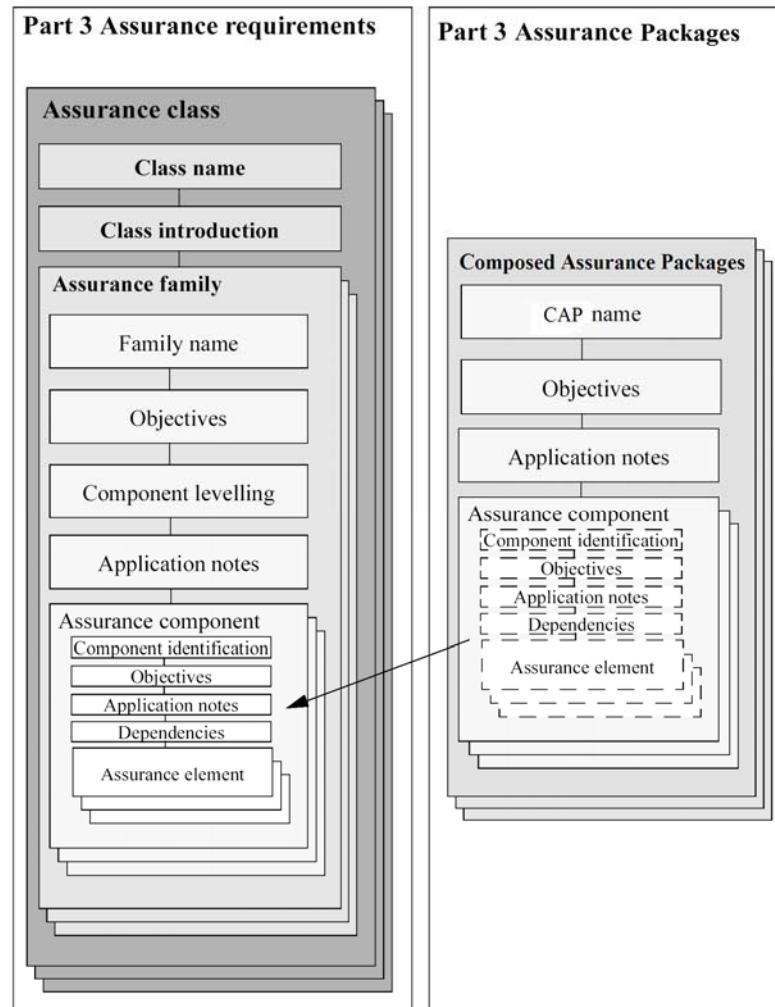 Part 3 Assurance requirements
Assurance class
Class name
Class introduction
Assurance family
Family name
Objectives
Component levelling
Application notes
Assurance component
Component identification
Objectives
Application notes
Dependencies
Assurance element
Part 3 Assurance Packages
Composed Assurance Packages
CAP name
Objectives
Application notes
Assurance component
Component identification
Objectives
Application notes
Dependencies
Assurance element